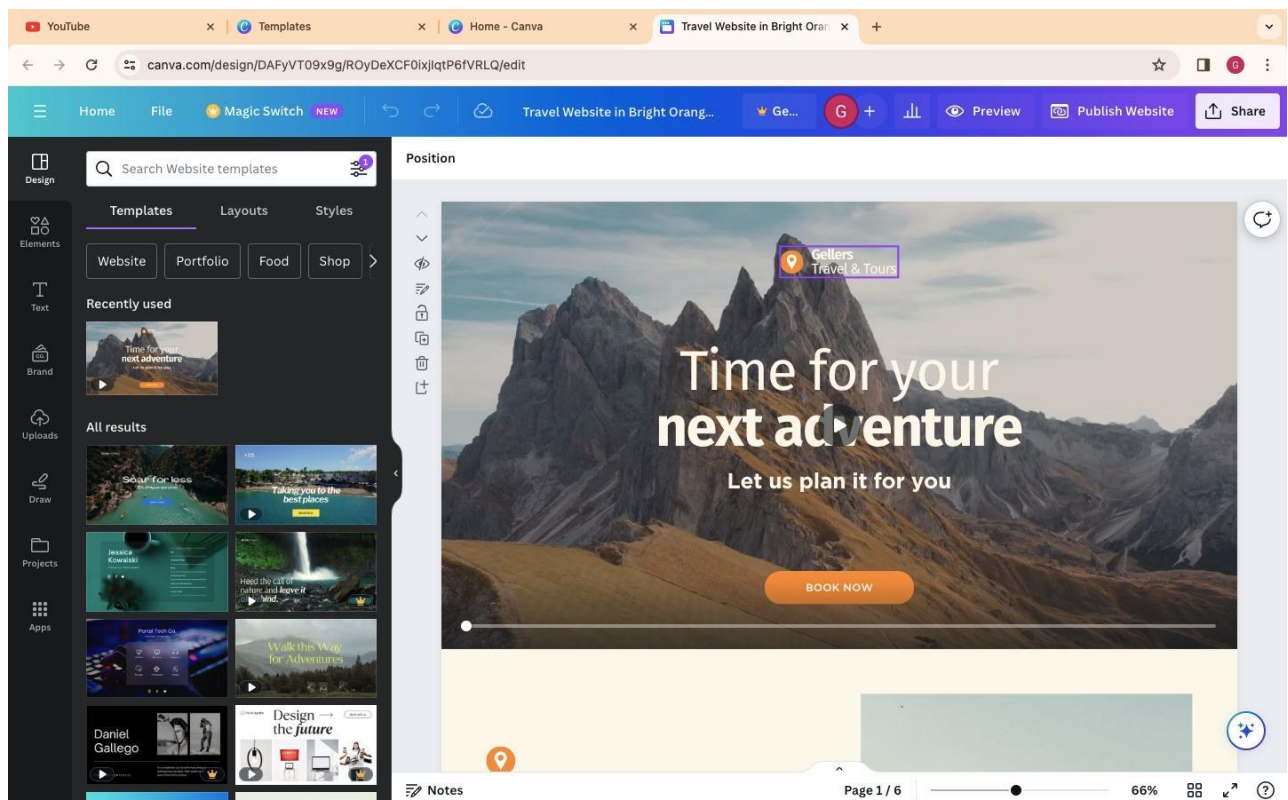 YouTube
Templates
Home - Canva
Travel Website in Bright Oran
canva.com/design/DAFyVT09x9g/ROyDeXCF0ixjlqtP6fVRLQ/edit
G
Home
File
Magic Switch NEW
Travel Website in Bright Orang...
Ge...
G
+
Preview
Publish Website
Share
Design
Elements
Text
Brand
Uploads
Draw
Projects
Apps
Search Website templates
1
Templates
Layouts
Styles
Website
Portfolio
Food
Shop
Recently used
Time for your
next adventure
All results
Soar for less
Taking you to the
best places
Jessica
Kowalski
Heed the call of
nature and leave it
Portal Tech Co.
Walk this Way
for Adventures
Daniel
Gallego
Design
the future
Position
Gellers
Travel & Tours
Time for your
next adventure
Let us plan it for you
BOOK NOW
Notes
Page 1 / 6
66%